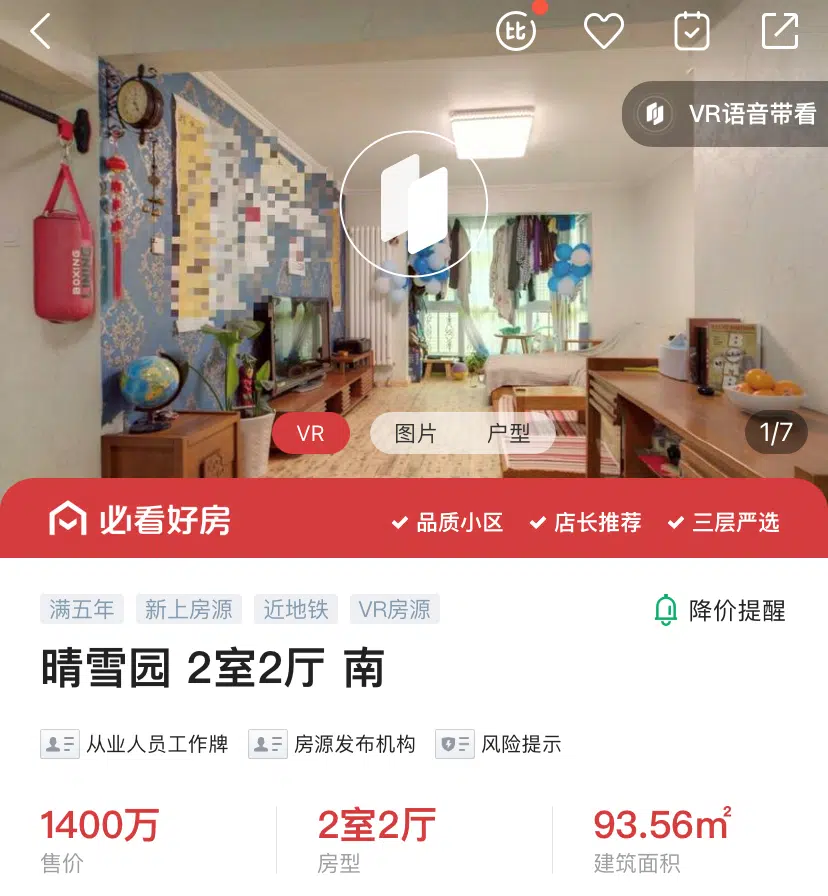 比
VR语音带看
BOXING
LINING
VR
图片
户型
1/7
必看好房
品质小区
店长推荐
三层严选
满五年
新上房源
近地铁
VR房源
降价提醒
晴雪园 2室2厅 南
从业人员工作牌
房源发布机构
风险提示
1400万
2室2厅
93.56㎡
售价
房型
建筑面积